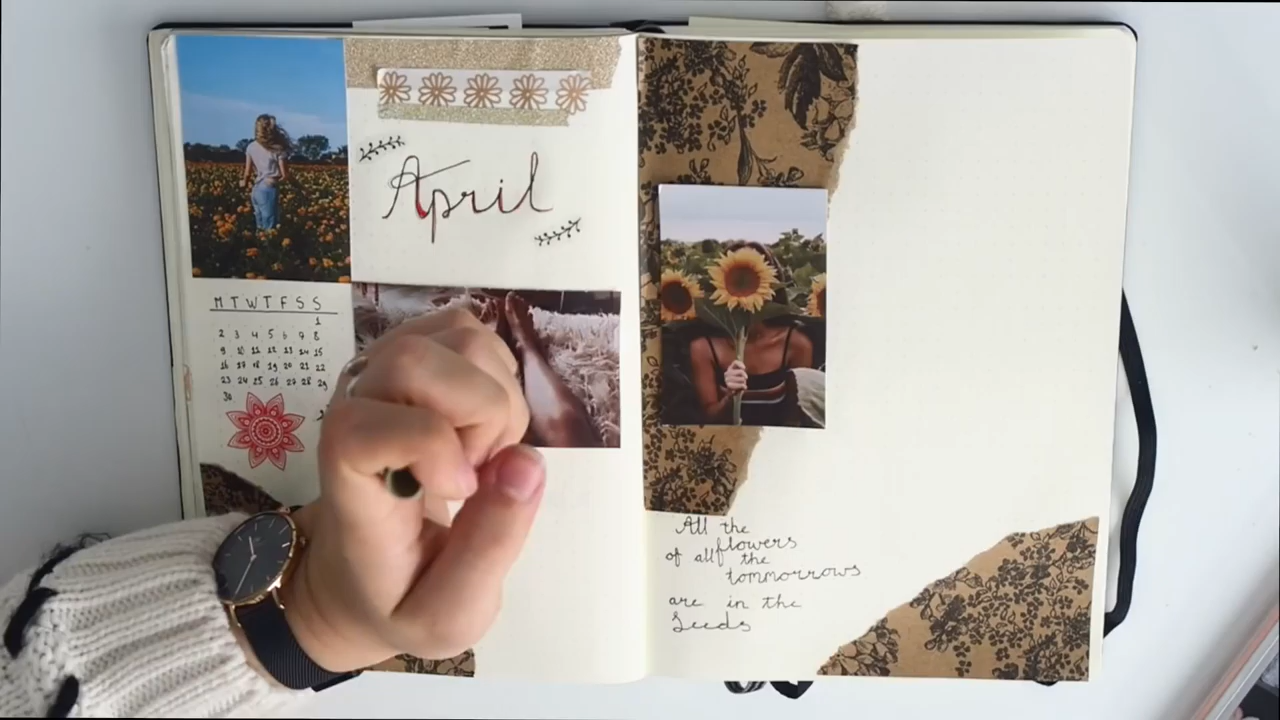 April
M T W T F S S
1
2 3 4 5 6 7 8
9 10 11 12 13 14 15
16 17 18 19 20 21 22
23 24 25 26 27 28 29
30
All the
flowers
of all the
tommorrows
are in the
Seeds